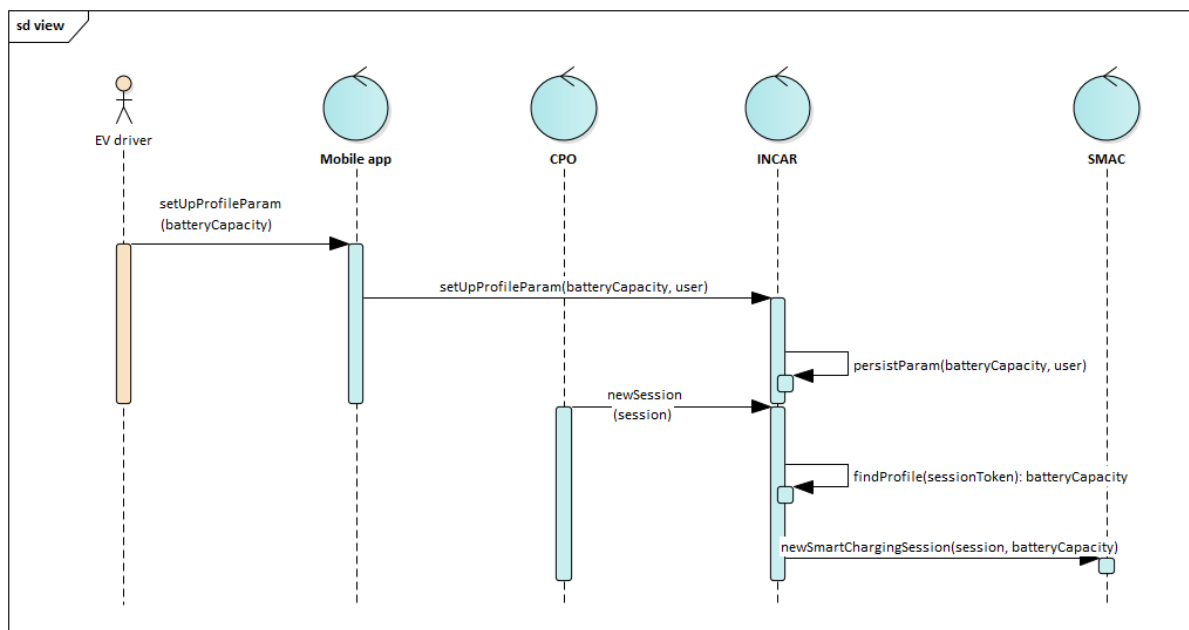 sd view
EV driver
Mobile app
CPO
INCAR
SMAC
setUpProfileParam
(batteryCapacity)
setUpProfileParam(batteryCapacity, user)
persistParam(batteryCapacity, user)
newSession
(session)
findProfile(sessionToken): batteryCapacity
newSmartChargingSession(session, batteryCapacity)